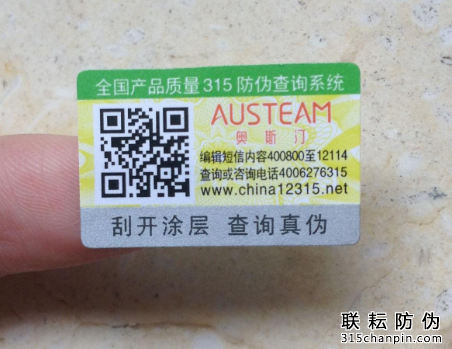 全国产品质量315防伪查询系统
AUSTEAM
奥斯汀
编辑短信内容400800至12114
查询或咨询电话4006276315
www.china12315.net
刮开涂层 查询真伪
联耘防伪
315chanpin.com